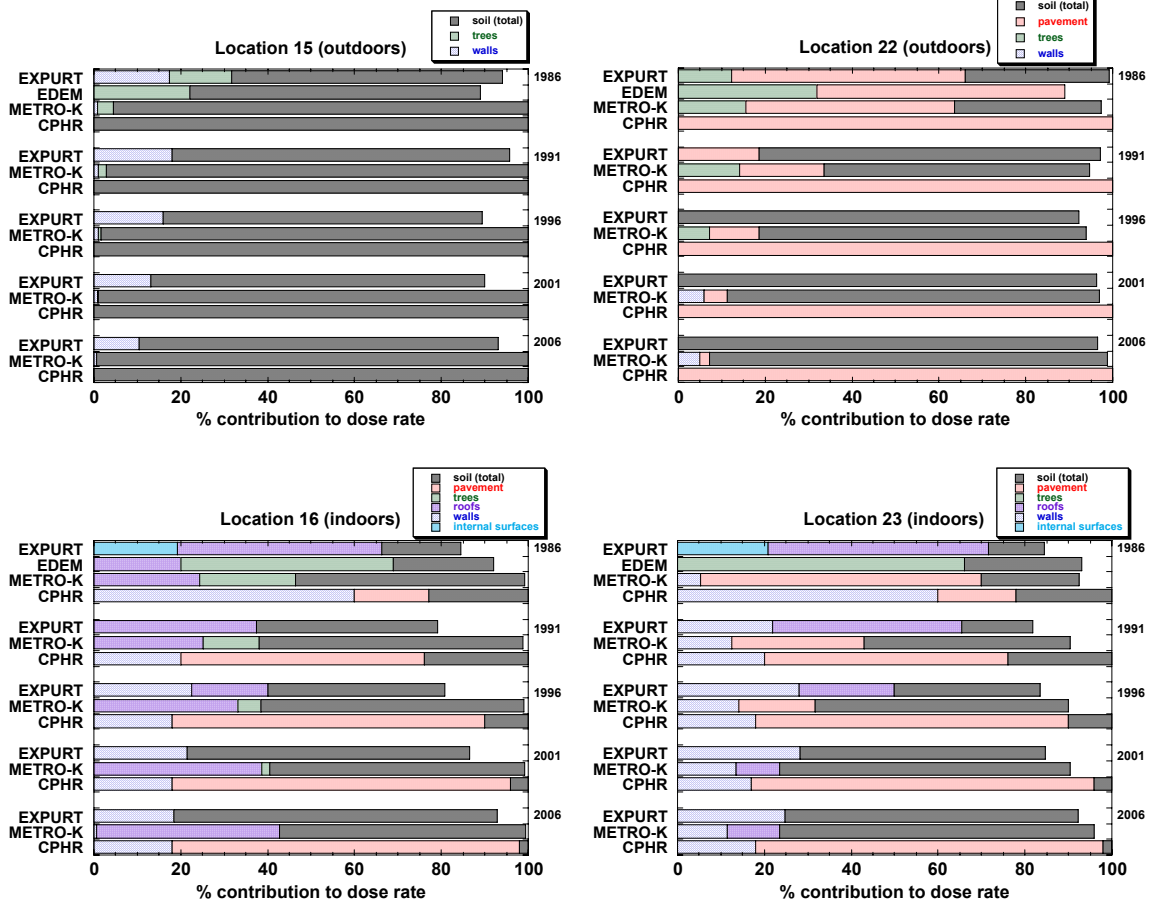 soil (total)
trees
walls
Location 15 (outdoors)
EXPURT
EDEM
METRO-K
CPHR
1986
EXPURT
METRO-K
CPHR
1991
EXPURT
METRO-K
CPHR
1996
EXPURT
METRO-K
CPHR
2001
EXPURT
METRO-K
CPHR
2006
0 20 40 60 80 100
% contribution to dose rate
soil (total)
pavement
trees
walls
Location 22 (outdoors)
EXPURT
EDEM
METRO-K
CPHR
1986
EXPURT
METRO-K
CPHR
1991
EXPURT
METRO-K
CPHR
1996
EXPURT
METRO-K
CPHR
2001
EXPURT
METRO-K
CPHR
2006
0 20 40 60 80 100
% contribution to dose rate
soil (total)
pavement
trees
roofs
walls
internal surfaces
Location 16 (indoors)
EXPURT
EDEM
METRO-K
CPHR
1986
EXPURT
METRO-K
CPHR
1991
EXPURT
METRO-K
CPHR
1996
EXPURT
METRO-K
CPHR
2001
EXPURT
METRO-K
CPHR
2006
0 20 40 60 80 100
% contribution to dose rate
soil (total)
pavement
trees
roofs
walls
internal surfaces
Location 23 (indoors)
EXPURT
EDEM
METRO-K
CPHR
1986
EXPURT
METRO-K
CPHR
1991
EXPURT
METRO-K
CPHR
1996
EXPURT
METRO-K
CPHR
2001
EXPURT
METRO-K
CPHR
2006
0 20 40 60 80 100
% contribution to dose rate